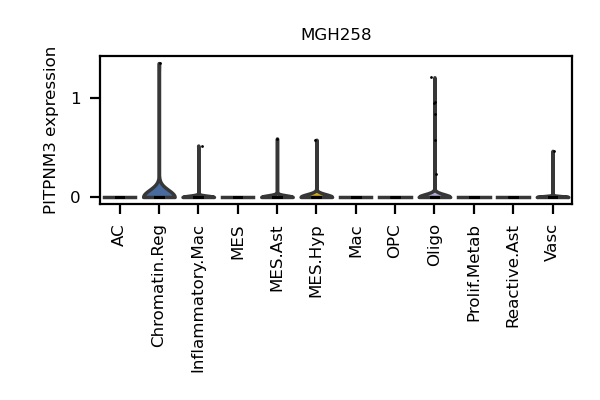 MGH258
PITPNM3 expression
1
0
AC
Chromatin.Reg
Inflammatory.Mac
MES
MES.Ast
MES.Hyp
Mac
OPC
Oligo
Prolif.Metab
Reactive.Ast
Vasc